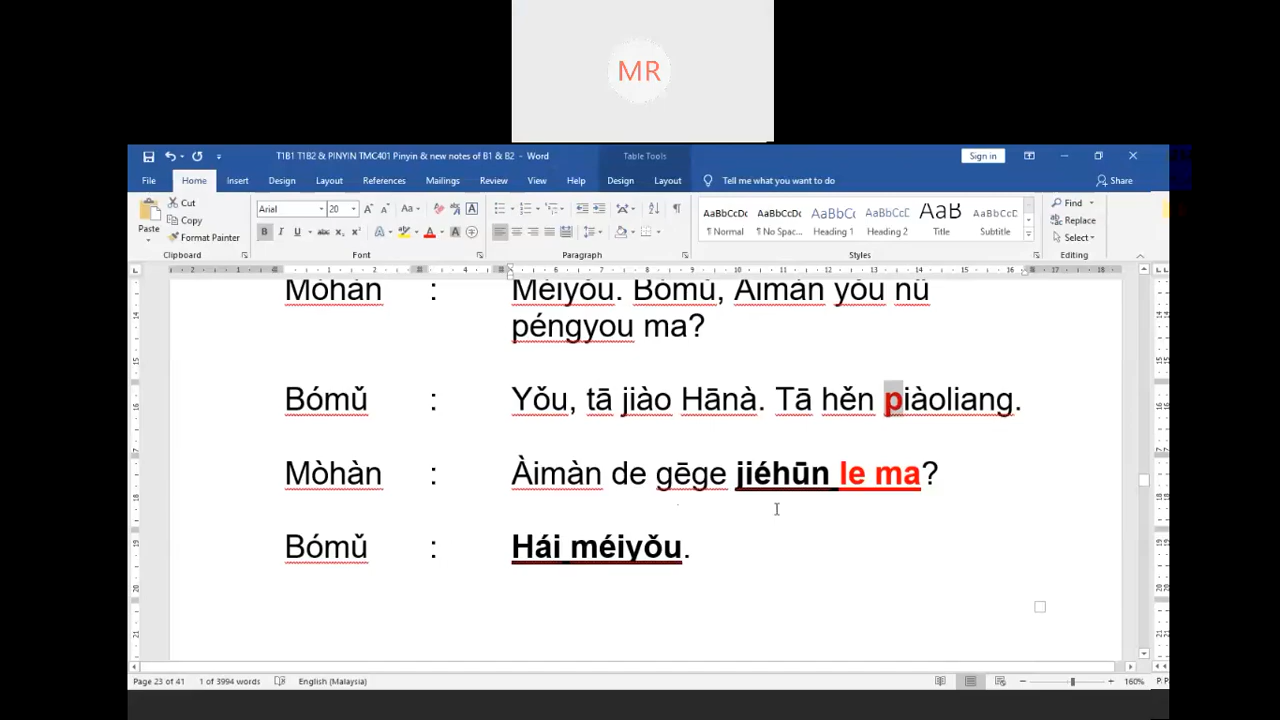 MR
T1B1 T1B2 & PINYIN TMC401 Pinyin & new notes of B1 & B2 - Word
Table Tools
Sign in
File Home Insert Design Layout References Mailings Review View Help Design Layout Tell me what you want to do Share
Paste Cut Copy Format Painter
Arial 20
AaBbCcDc AaBbCcDc AaBbCc AaBbCcD AaB AaBbCcD
¶ Normal ¶ No Spac... Heading 1 Heading 2 Title Subtitle
Find Replace Select
Clipboard Font Paragraph Styles Editing
Mòhàn : Méiyǒu. Bómǔ, Àimàn yǒu nǚ
péngyou ma?
Bómǔ : Yǒu, tā jiào Hānà. Tā hěn piàoliang.
Mòhàn : Àimàn de gēge jiéhūn le ma?
Bómǔ : Hái méiyǒu.
Page 23 of 41 1 of 3994 words English (Malaysia) 160%